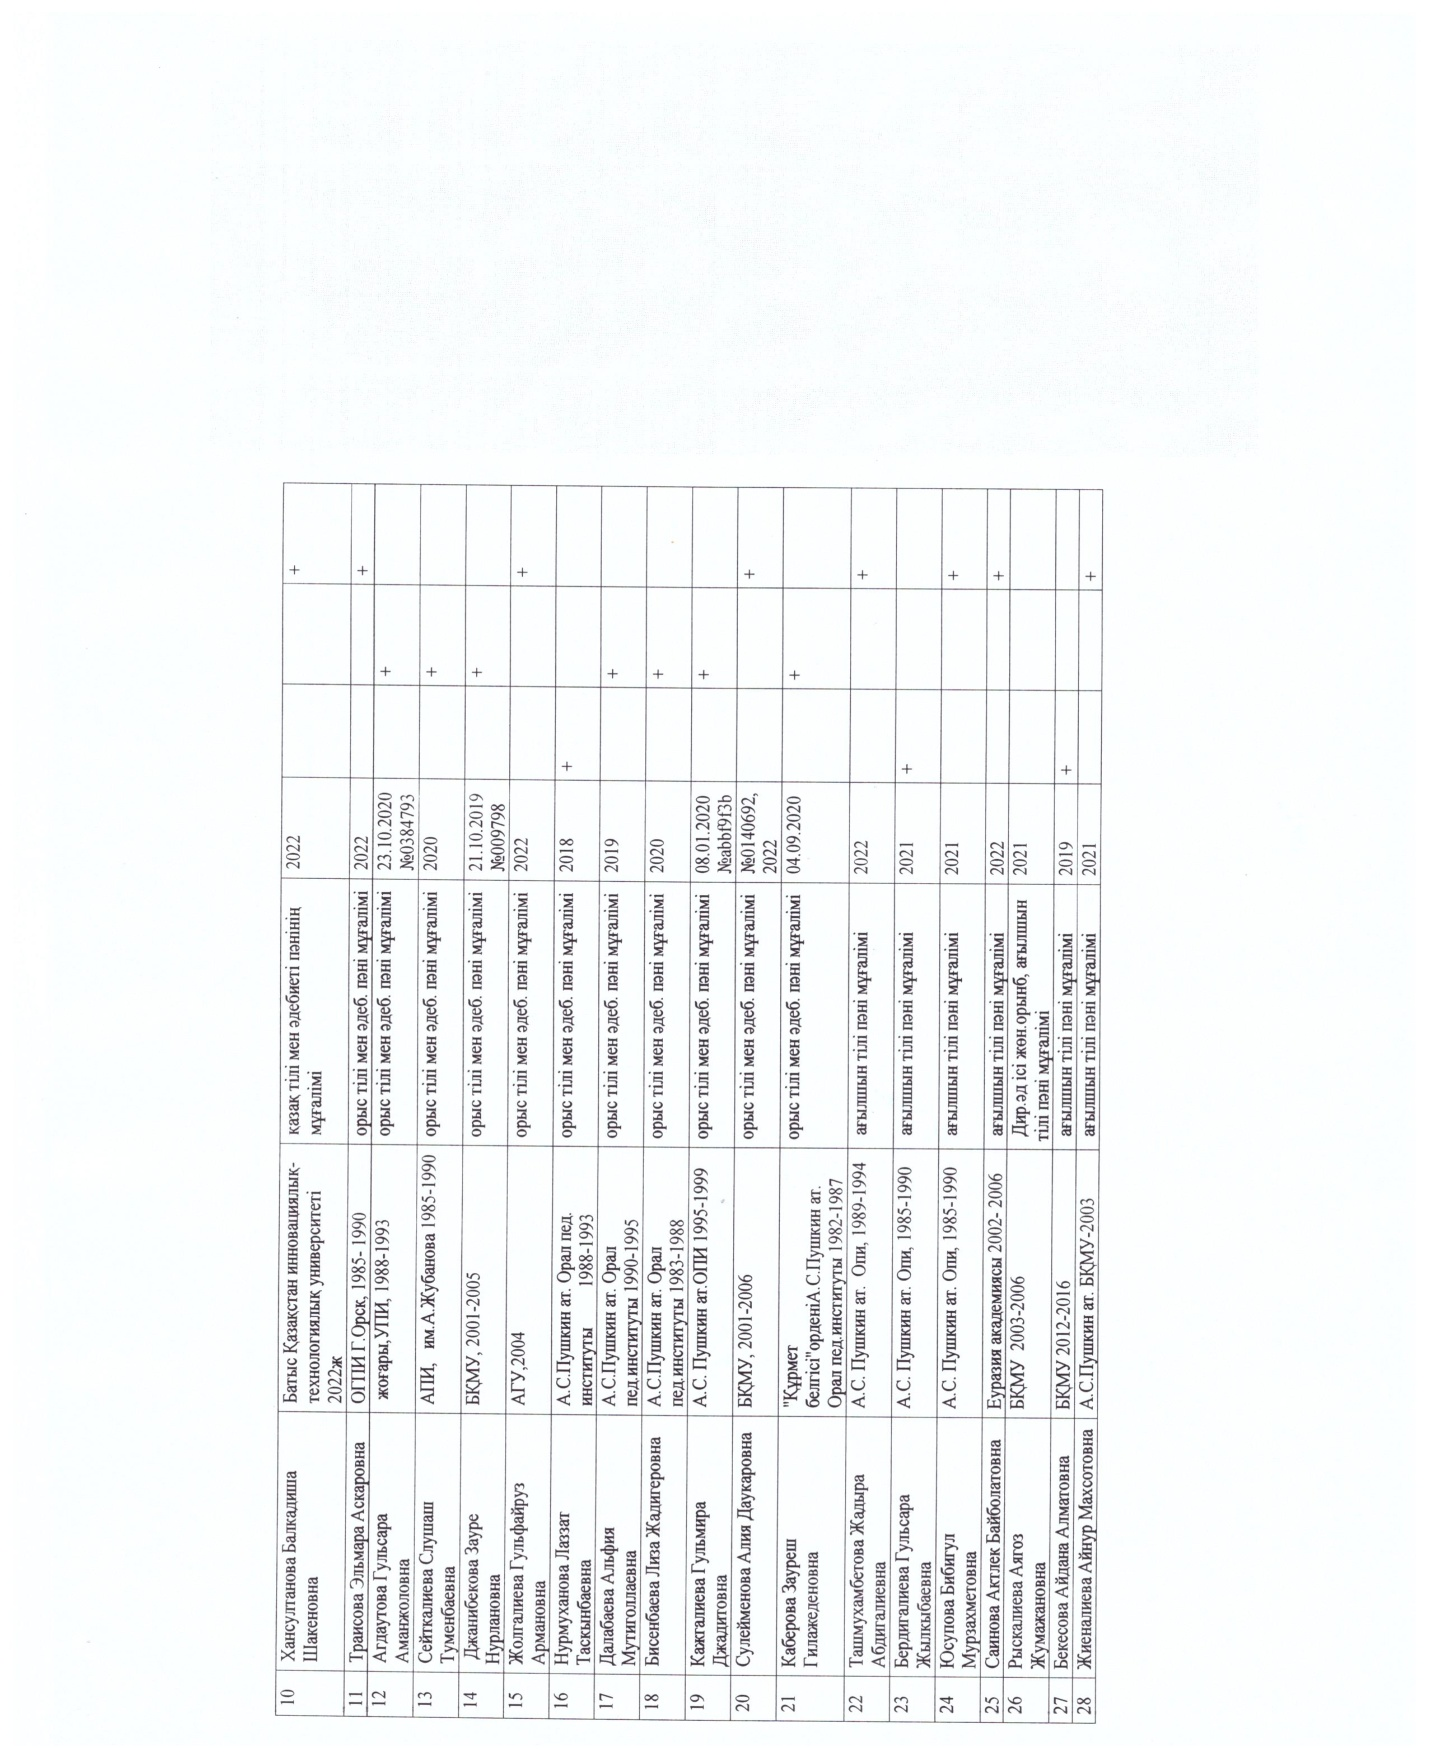 10 Хансултанова Балкадиша Батыс Қазақстан инновациялық- казақ тілі мен әдебиеті пәнінің 2022 +
Шакеновна технологиялық университеті мұғалімі
2022ж
11 Траисова Эльмара Аскаровна ОГПИ Г.Орск, 1985- 1990 орыс тілі мен әдеб. пәні мұғалімі 2022 +
12 Агдаутова Гульсара жоғары,УПИ, 1988-1993 орыс тілі мен әдеб. пәні мұғалімі 23.10.2020 +
Аманжоловна №0384793
13 Сейткалиева Слушаш АПИ, им.А.Жубанова 1985-1990 орыс тілі мен әдеб. пәні мұғалімі 2020 +
Туменбаевна
14 Джанибекова Зауре БҚМУ, 2001-2005 орыс тілі мен әдеб. пәні мұғалімі 21.10.2019 +
Нурлановна №009798
15 Жолгалиева Гульфайруз АГУ,2004 орыс тілі мен әдеб. пәні мұғалімі 2022 +
Армановна
16 Нурмуханова Лаззат А.С.Пушкин ат. Орал пед. орыс тілі мен әдеб. пәні мұғалімі 2018 +
Таскынбаевна институты 1988-1993
17 Далабаева Альфия А.С.Пушкин ат. Орал орыс тілі мен әдеб. пәні мұғалімі 2019 +
Мутиголлаевна пед.институты 1990-1995
18 Бисенбаева Лиза Жадигеровна А.С.Пушкин ат. Орал орыс тілі мен әдеб. пәні мұғалімі 2020 +
пед.институты 1983-1988
19 Кажгалиева Гульмира А.С. Пушкин ат.ОПИ 1995-1999 орыс тілі мен әдеб. пәні мұғалімі 08.01.2020 +
Джадитовна №abbf9f3b
20 Сулейменова Алия Даукаровна БҚМУ, 2001-2006 орыс тілі мен әдеб. пәні мұғалімі №0140692, +
2022
21 Каберова Зауреш "Құрмет орыс тілі мен әдеб. пәні мұғалімі 04.09.2020 +
Гилажеденовна белгісі"орденіА.С.Пушкин ат.
Орал пед.институты 1982-1987
22 Ташмухамбетова Жадыра А.С. Пушкин ат. Опи, 1989-1994 ағылшын тілі пәні мұғалімі 2022 +
Абдигалиевна
23 Бердигалиева Гульсара А.С. Пушкин ат. Опи, 1985-1990 ағылшын тілі пәні мұғалімі 2021 +
Жылкыбаевна
24 Юсупова Бибигул А.С. Пушкин ат. Опи, 1985-1990 ағылшын тілі пәні мұғалімі 2021 +
Мурзахметовна
25 Саинова Актлек Байболатовна Еуразия академиясы 2002- 2006 ағылшын тілі пәні мұғалімі 2022 +
26 Рыскалиева Аягоз БҚМУ 2003-2006 Дир.әд ісі жөн.орынб, ағылшын 2021
Жумажановна тілі пәні мұғалімі
27 Бекесова Айдана Алматовна БҚМУ 2012-2016 ағылшын тілі пәні мұғалімі 2019 +
28 Жиеналиева Айнур Махсотовна А.С.Пушкин ат. БҚМУ-2003 ағылшын тілі пәні мұғалімі 2021 +